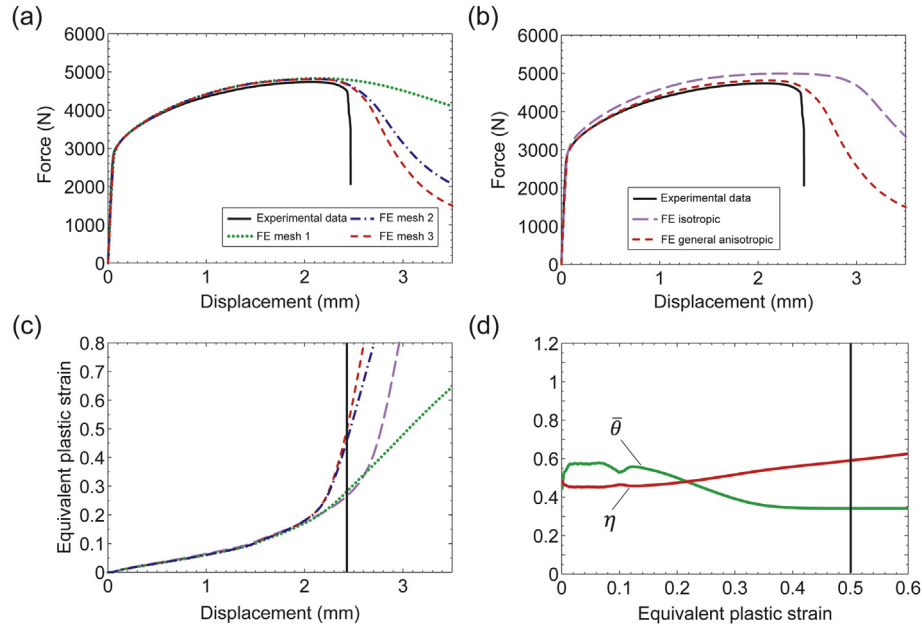 (a)
6000
5000
4000
3000
2000
1000
0
Force (N)
Experimental data
FE mesh 1
FE mesh 2
FE mesh 3
0 1 2 3
Displacement (mm)
(b)
6000
5000
4000
3000
2000
1000
0
Force (N)
Experimental data
FE isotropic
FE general anisotropic
0 1 2 3
Displacement (mm)
(c)
0.8
0.7
0.6
0.5
0.4
0.3
0.2
0.1
0
Equivalent plastic strain
0 1 2 3
Displacement (mm)
(d)
1.2
1
0.8
0.6
0.4
0.2
0
θ̄
η
0 0.1 0.2 0.3 0.4 0.5 0.6
Equivalent plastic strain